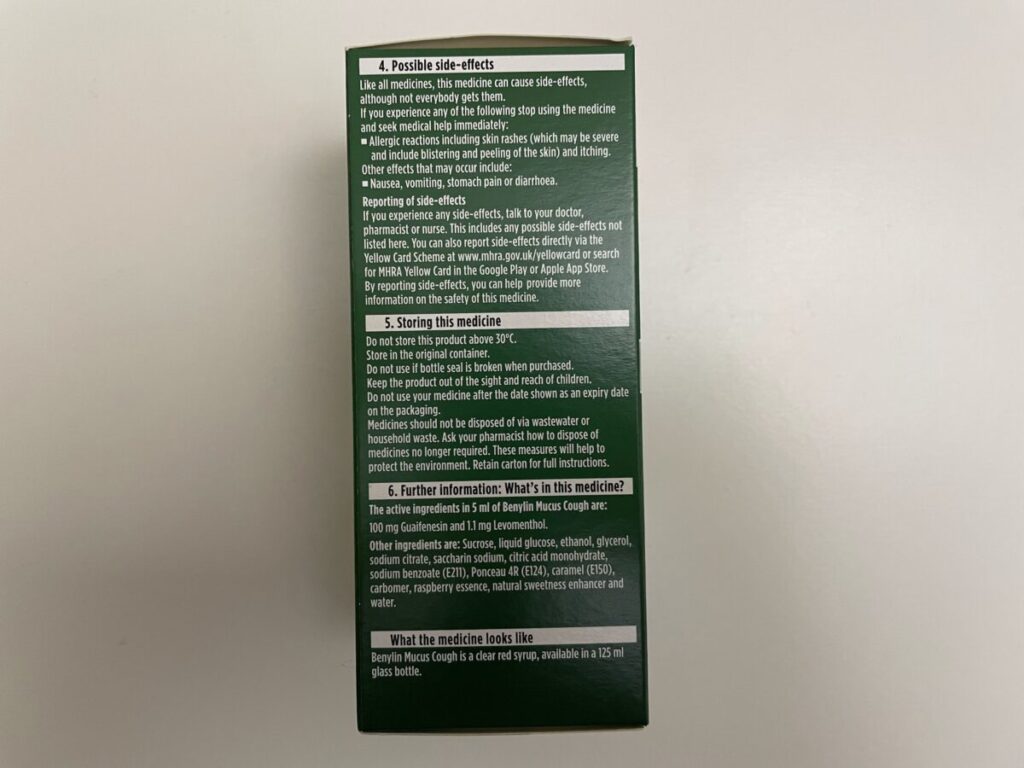 4. Possible side-effects
Like all medicines, this medicine can cause side-effects,
although not everybody gets them.
If you experience any of the following stop using the medicine
and seek medical help immediately:
■ Allergic reactions including skin rashes (which may be severe
and include blistering and peeling of the skin) and itching.
Other effects that may occur include:
■ Nausea, vomiting, stomach pain or diarrhoea.
Reporting of side-effects
If you experience any side-effects, talk to your doctor,
pharmacist or nurse. This includes any possible side-effects not
listed here. You can also report side-effects directly via the
Yellow Card Scheme at www.mhra.gov.uk/yellowcard or search
for MHRA Yellow Card in the Google Play or Apple App Store.
By reporting side-effects, you can help provide more
information on the safety of this medicine.
5. Storing this medicine
Do not store this product above 30°C.
Store in the original container.
Do not use if bottle seal is broken when purchased.
Keep the product out of the sight and reach of children.
Do not use your medicine after the date shown as an expiry date
on the packaging.
Medicines should not be disposed of via wastewater or
household waste. Ask your pharmacist how to dispose of
medicines no longer required. These measures will help to
protect the environment. Retain carton for full instructions.
6. Further information: What's in this medicine?
The active ingredients in 5 ml of Benylin Mucus Cough are:
100 mg Guaifenesin and 1.1 mg Levomenthol.
Other ingredients are: Sucrose, liquid glucose, ethanol, glycerol,
sodium citrate, saccharin sodium, citric acid monohydrate,
sodium benzoate (E211), Ponceau 4R (E124), caramel (E150),
carbomer, raspberry essence, natural sweetness enhancer and
water.
What the medicine looks like
Benylin Mucus Cough is a clear red syrup, available in a 125 ml
glass bottle.